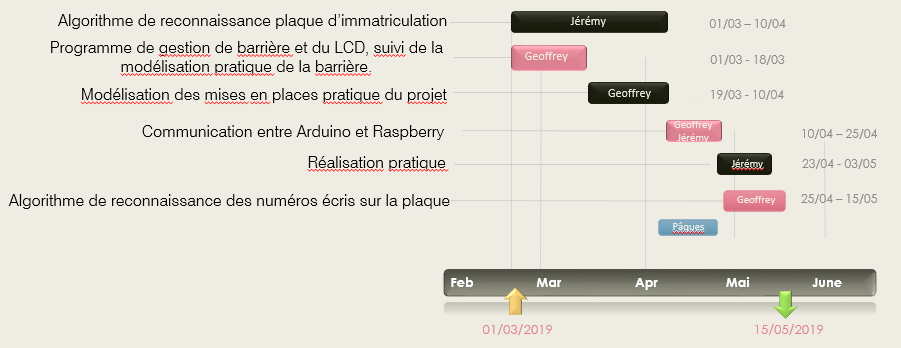 Algorithme de reconnaissance plaque d'immatriculation
Jérémy
01/03 – 10/04
Programme de gestion de barrière et du LCD, suivi de la
modélisation pratique de la barrière.
Geoffrey
01/03 - 18/03
Modélisation des mises en places pratique du projet
Geoffrey
19/03 - 10/04
Communication entre Arduino et Raspberry
Geoffrey
Jérémy
10/04 – 25/04
Réalisation pratique
Jérémy
23/04 - 03/05
Algorithme de reconnaissance des numéros écris sur la plaque
Geoffrey
25/04 – 15/05
Pâques
Feb Mar Apr Mai June
01/03/2019 15/05/2019